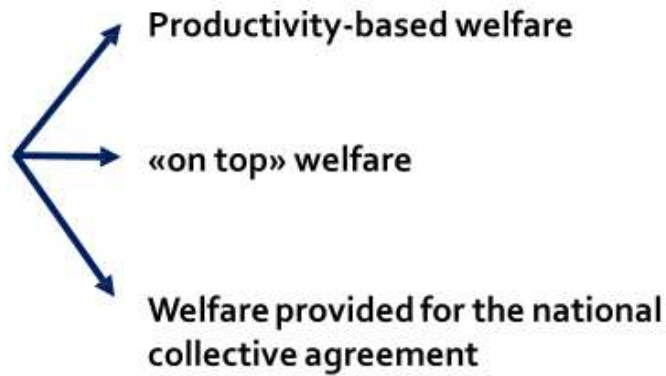 Productivity-based welfare
«on top» welfare
Welfare provided for the national
collective agreement